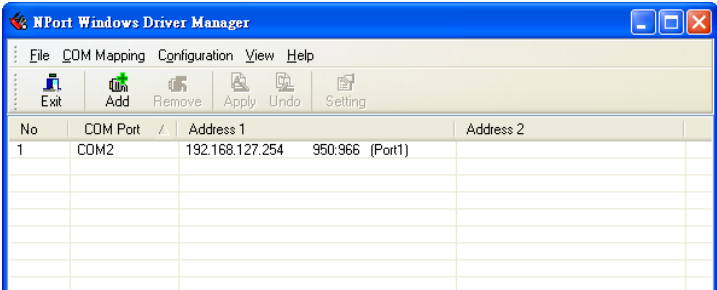 NPort Windows Driver Manager
File COM Mapping Configuration View Help
Exit Add Remove Apply Undo Setting
No COM Port Address 1 Address 2
1 COM2 192.168.127.254 950:966 (Port1)